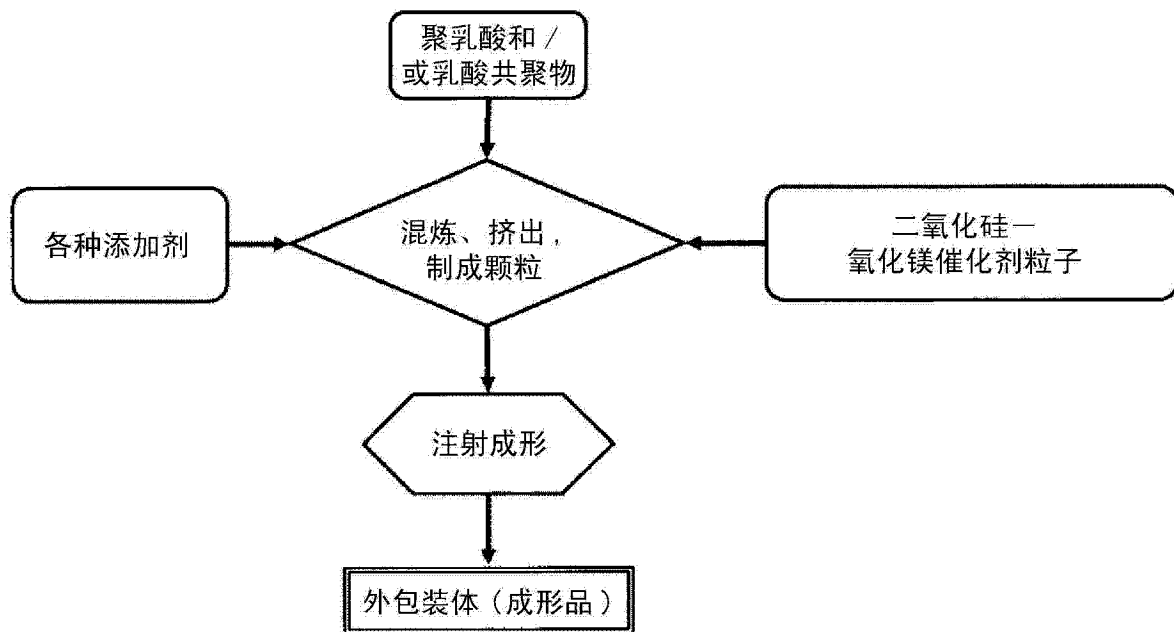 聚乳酸和/
或乳酸共聚物
各种添加剂
混炼、挤出,
制成颗粒
二氧化硅—
氧化镁催化剂粒子
注射成形
外包装体(成形品)